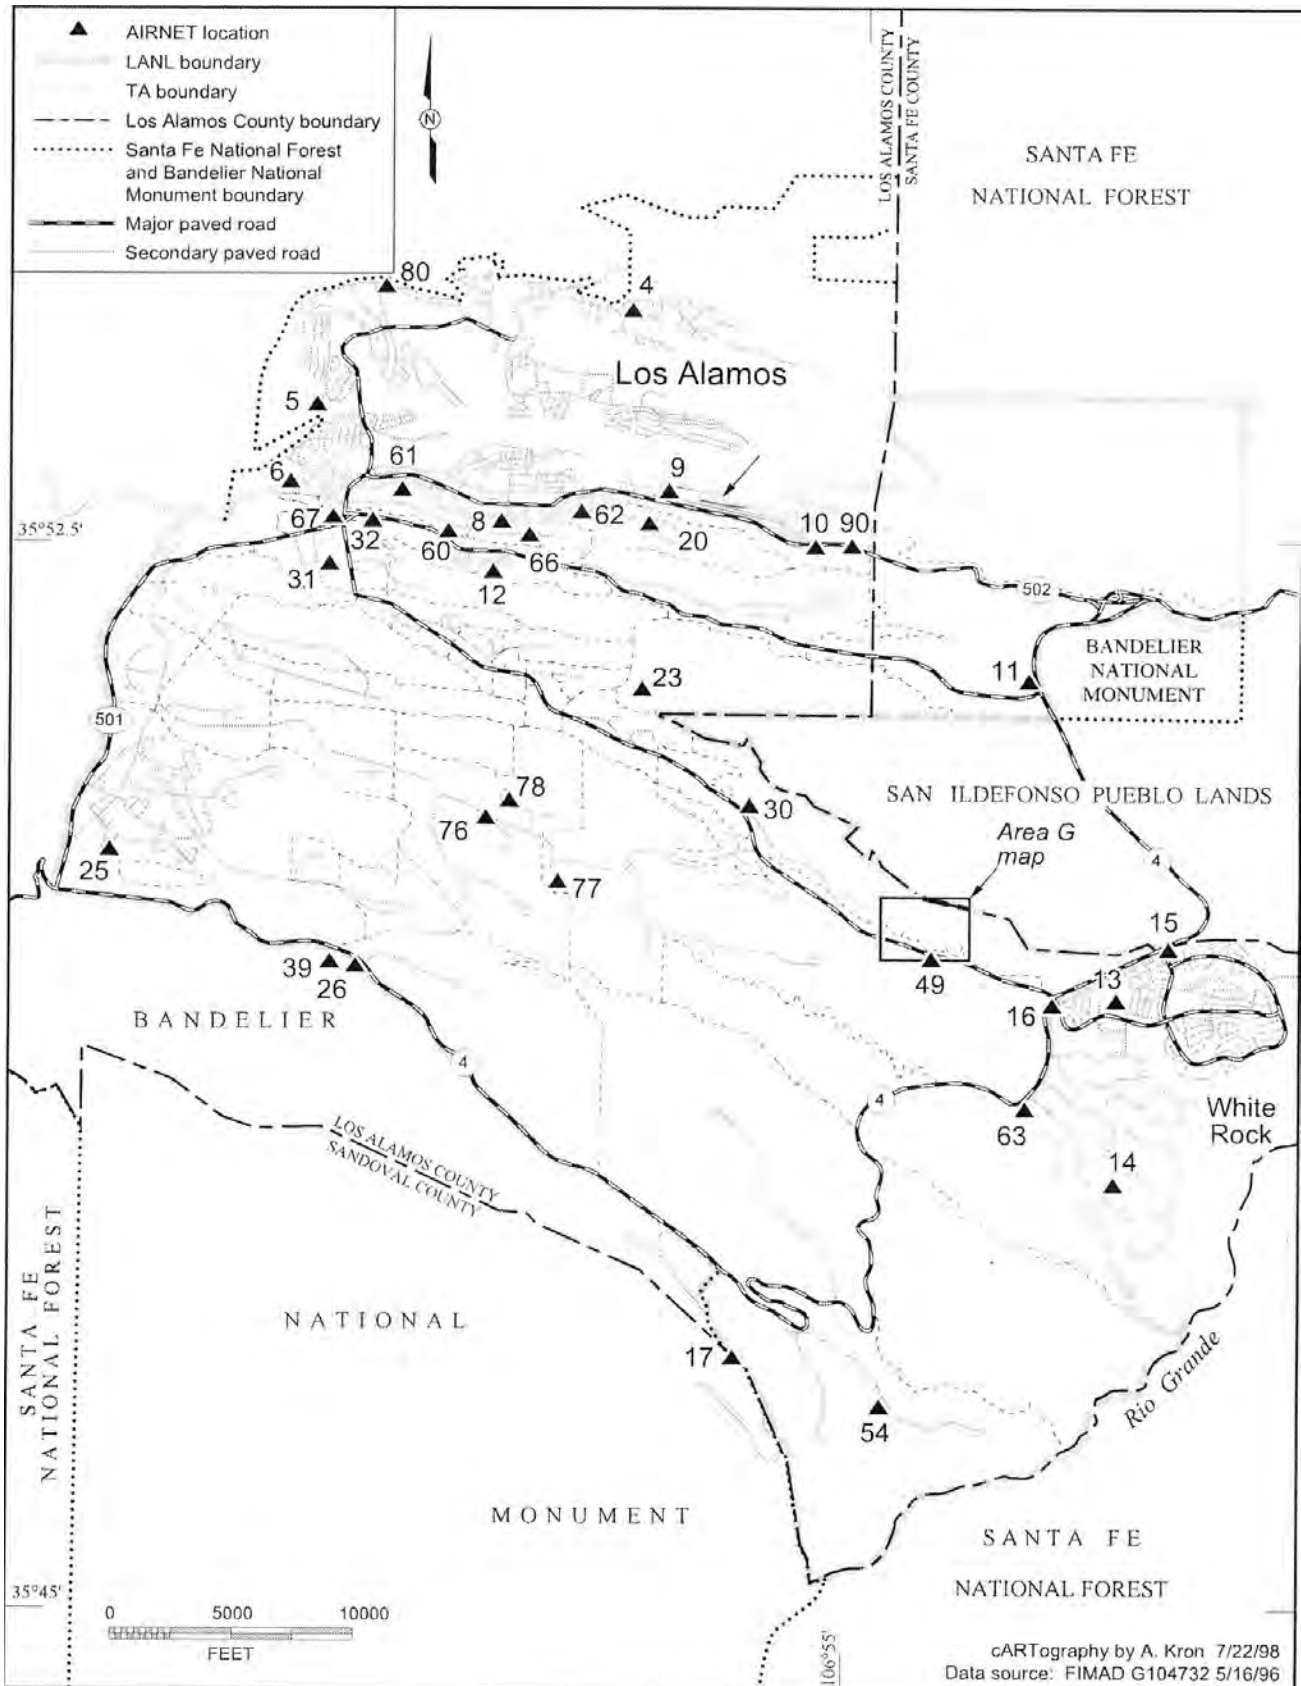 AIRNET location
LANL boundary
TA boundary
Los Alamos County boundary
Santa Fe National Forest
and Bandelier National
Monument boundary
Major paved road
Secondary paved road
N
LOS ALAMOS COUNTY
SANTA FE COUNTY
SANTA FE
NATIONAL FOREST
80
4
Los Alamos
5
61
6
9
67
32
8
62
20
10
90
35°52.5'
60
66
31
12
502
BANDELIER
NATIONAL
MONUMENT
11
23
501
78
76
30
SAN ILDEFONSO PUEBLO LANDS
Area G
map
4
25
77
15
39
26
49
13
16
BANDELIER
4
4
63
White
Rock
14
LOS ALAMOS COUNTY
SANDOVAL COUNTY
SANTA FE
NATIONAL FOREST
NATIONAL
17
54
Rio Grande
MONUMENT
SANTA FE
NATIONAL FOREST
35°45'
0 5000 10000
FEET
106°55'
cARTography by A. Kron 7/22/98
Data source: FIMAD G104732 5/16/96